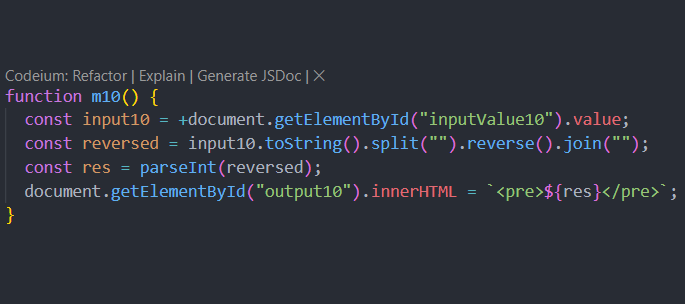 Codeium: Refactor | Explain | Generate JSDoc | ×
function m10() {
  const input10 = +document.getElementById("inputValue10").value;
  const reversed = input10.toString().split("").reverse().join("");
  const res = parseInt(reversed);
  document.getElementById("output10").innerHTML = `<pre>${res}</pre>`;
}